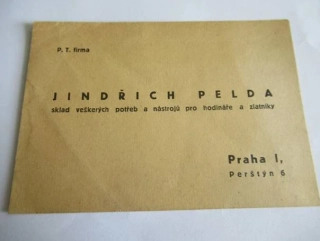 P. T. firma
JINDŘICH PELDA
sklad veškerých potřeb a nástrojů pro hodináře a zlatníky
Praha I,
Perštýn 6